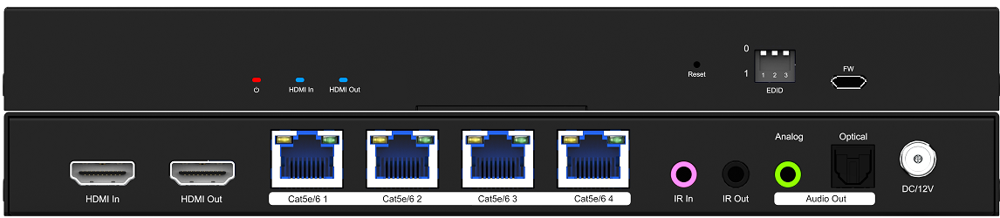 0
Reset
1
1 2 3
FW
HDMI In
HDMI Out
EDID
Analog
Optical
DC/12V
HDMI In
HDMI Out
Cat5e/6 1
Cat5e/6 2
Cat5e/6 3
Cat5e/6 4
IR In
IR Out
Audio Out